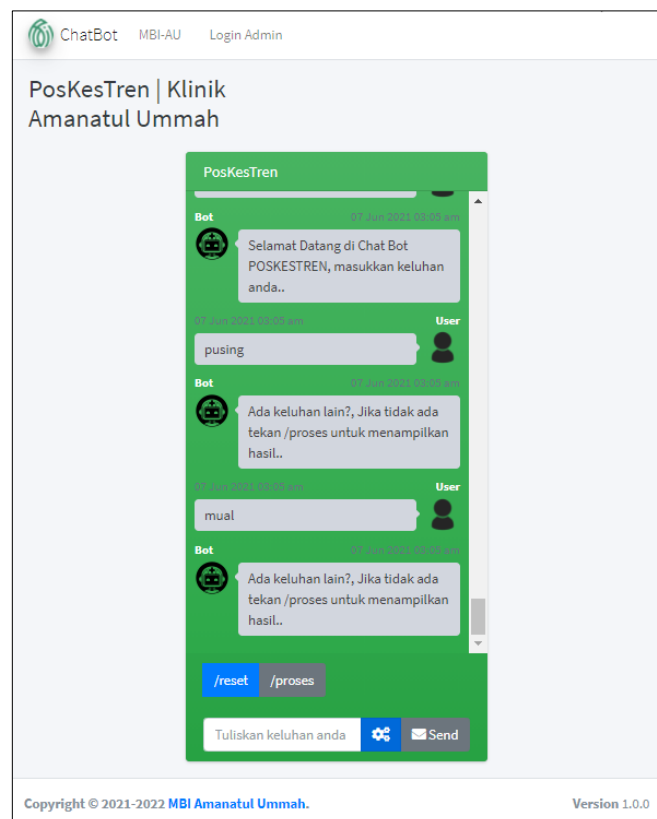 ChatBot MBI-AU Login Admin
PosKesTren | Klinik
Amanatul Ummah
PosKesTren
Bot 07 Jun 2021 03:05 am
Selamat Datang di Chat Bot
POSKESTREN, masukkan keluhan
anda..
07 Jun 2021 03:05 am User
pusing
Bot 07 Jun 2021 03:05 am
Ada keluhan lain?, Jika tidak ada
tekan /proses untuk menampilkan
hasil..
07 Jun 2021 03:05 am User
mual
Bot 07 Jun 2021 03:05 am
Ada keluhan lain?, Jika tidak ada
tekan /proses untuk menampilkan
hasil..
/reset /proses
Tuliskan keluhan anda Send
Copyright © 2021-2022 MBI Amanatul Ummah. Version 1.0.0